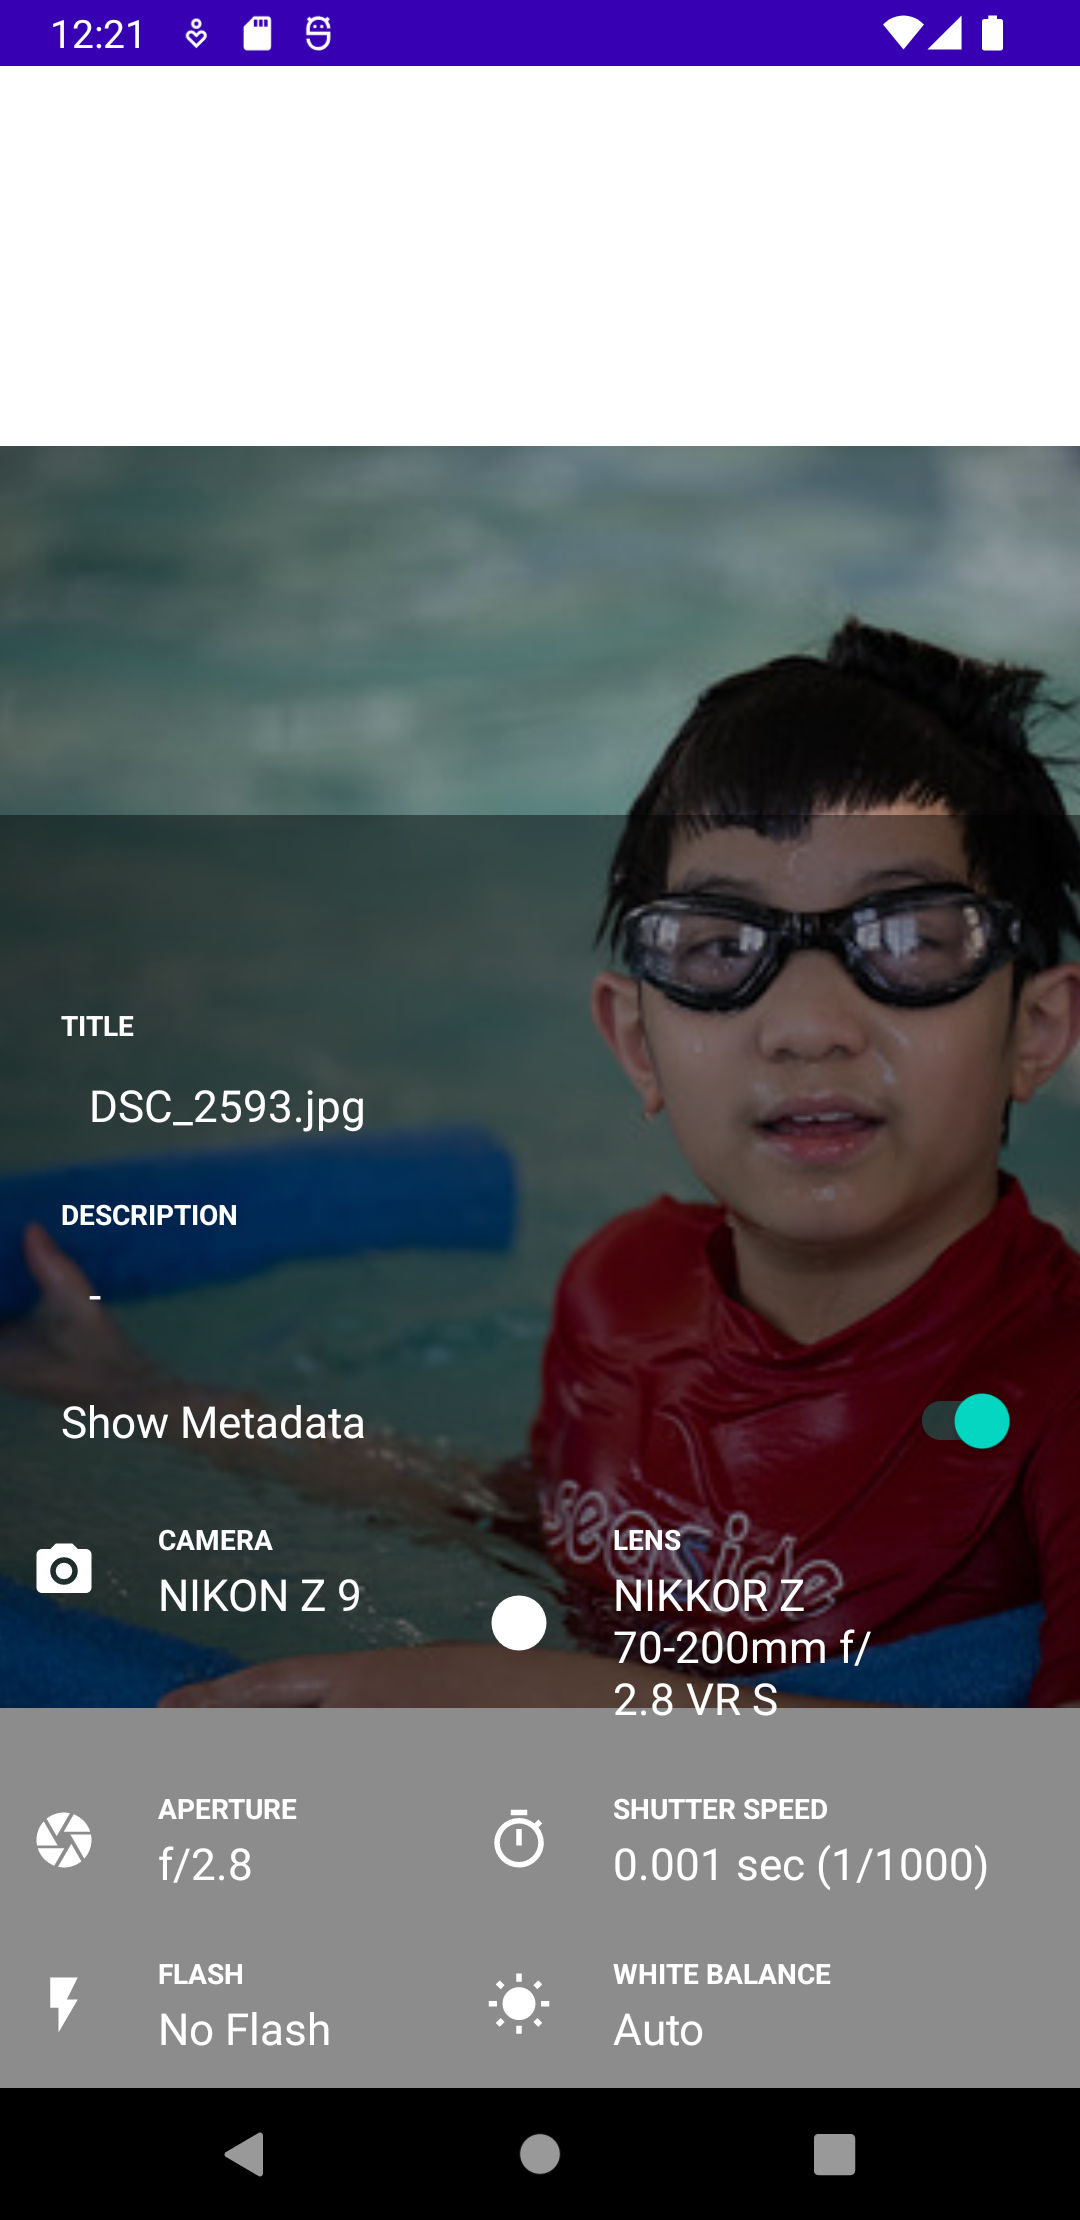 12:21
TITLE
DSC_2593.jpg
DESCRIPTION
-
Show Metadata
seaside
CAMERA
NIKON Z 9
LENS
NIKKOR Z
70-200mm f/
2.8 VR S
APERTURE
f/2.8
SHUTTER SPEED
0.001 sec (1/1000)
FLASH
No Flash
WHITE BALANCE
Auto